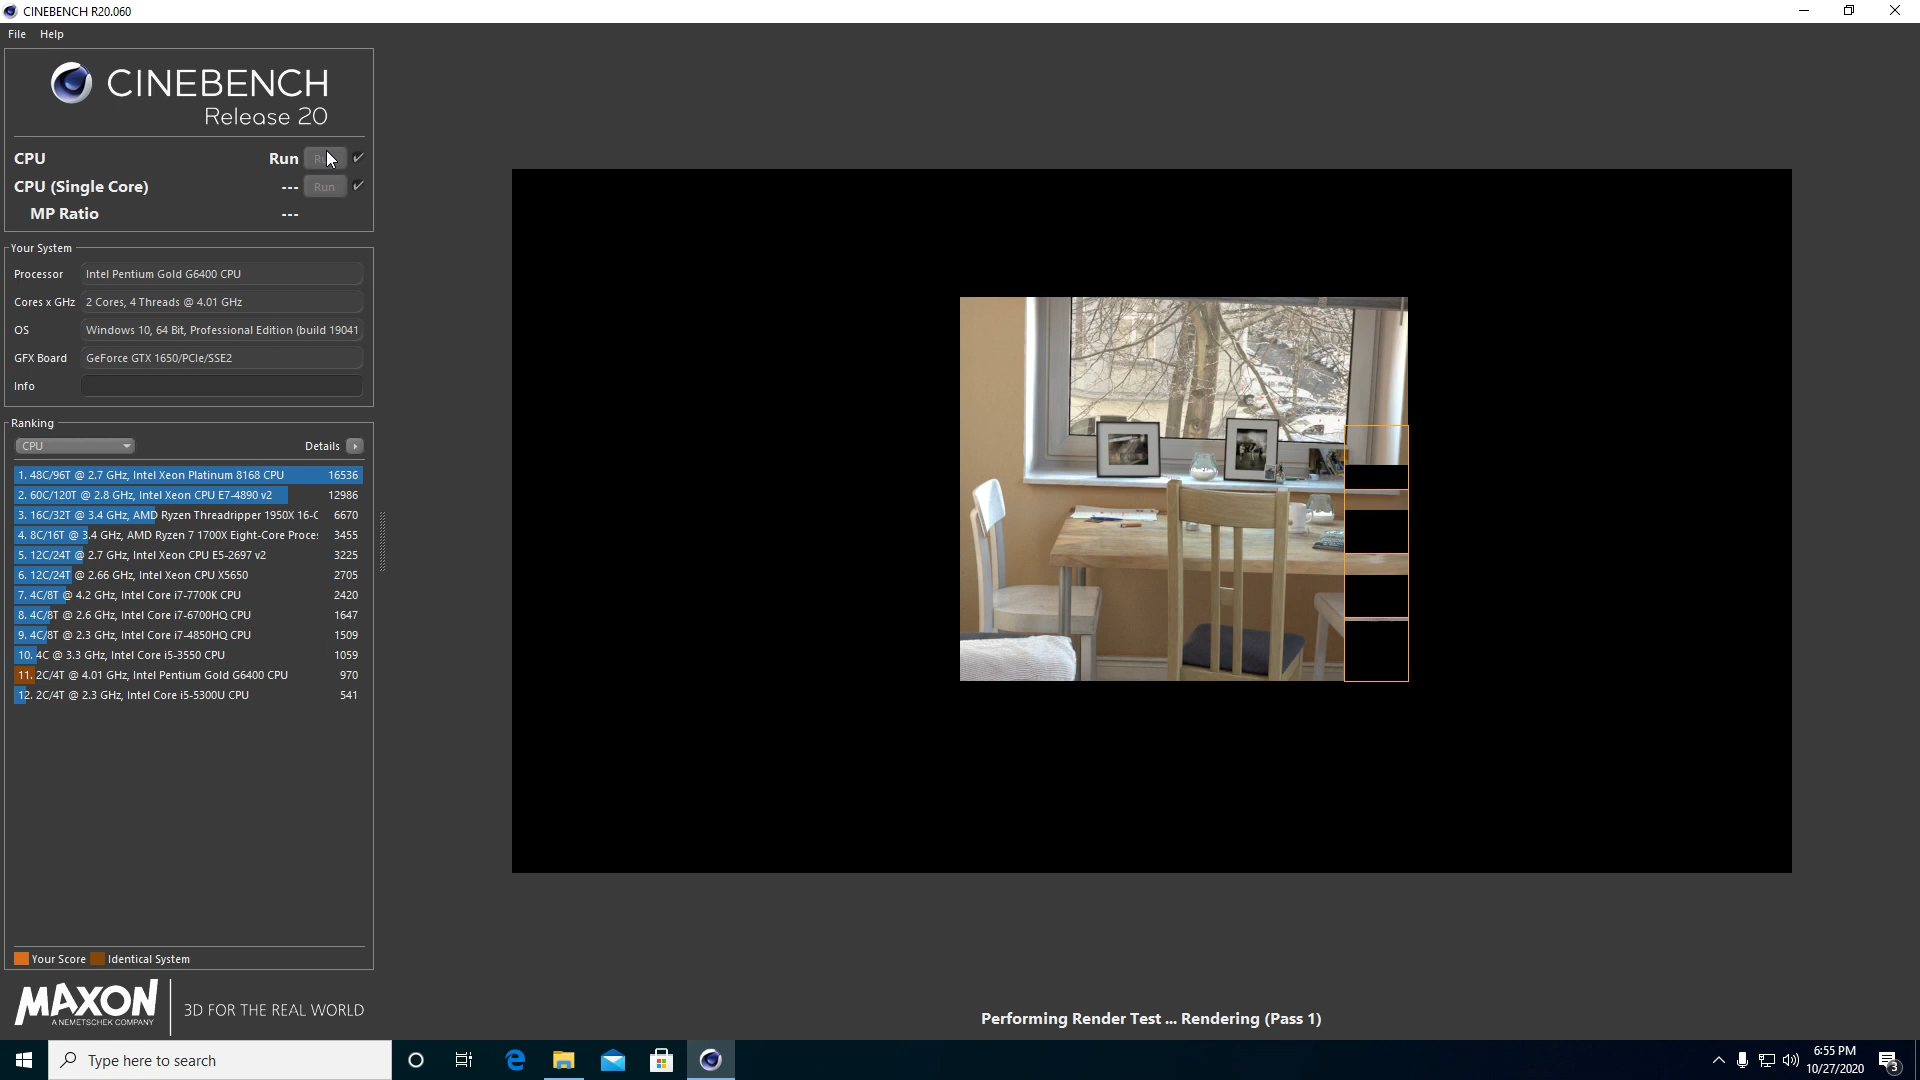 CINEBENCH R20.060
File Help
CINEBENCH
Release 20
CPU Run
CPU (Single Core) --- Run
MP Ratio ---
Your System
Processor Intel Pentium Gold G6400 CPU
Cores x GHz 2 Cores, 4 Threads @ 4.01 GHz
OS Windows 10, 64 Bit, Professional Edition (build 19041
GFX Board GeForce GTX 1650/PCIe/SSE2
Info
Ranking
CPU Details
1. 48C/96T @ 2.7 GHz, Intel Xeon Platinum 8168 CPU 16536
2. 60C/120T @ 2.8 GHz, Intel Xeon CPU E7-4890 v2 12986
3. 16C/32T @ 3.4 GHz, AMD Ryzen Threadripper 1950X 16-C 6670
4. 8C/16T @ 3.4 GHz, AMD Ryzen 7 1700X Eight-Core Proces 3455
5. 12C/24T @ 2.7 GHz, Intel Xeon CPU E5-2697 v2 3225
6. 12C/24T @ 2.66 GHz, Intel Xeon CPU X5650 2705
7. 4C/8T @ 4.2 GHz, Intel Core i7-7700K CPU 2420
8. 4C/8T @ 2.6 GHz, Intel Core i7-6700HQ CPU 1647
9. 4C/8T @ 2.3 GHz, Intel Core i7-4850HQ CPU 1509
10. 4C @ 3.3 GHz, Intel Core i5-3550 CPU 1059
11. 2C/4T @ 4.01 GHz, Intel Pentium Gold G6400 CPU 970
12. 2C/4T @ 2.3 GHz, Intel Core i5-5300U CPU 541
Your Score Identical System
MAXON
A NEMETSCHEK COMPANY
3D FOR THE REAL WORLD
Performing Render Test ... Rendering (Pass 1)
Type here to search
6:55 PM
10/27/2020
3